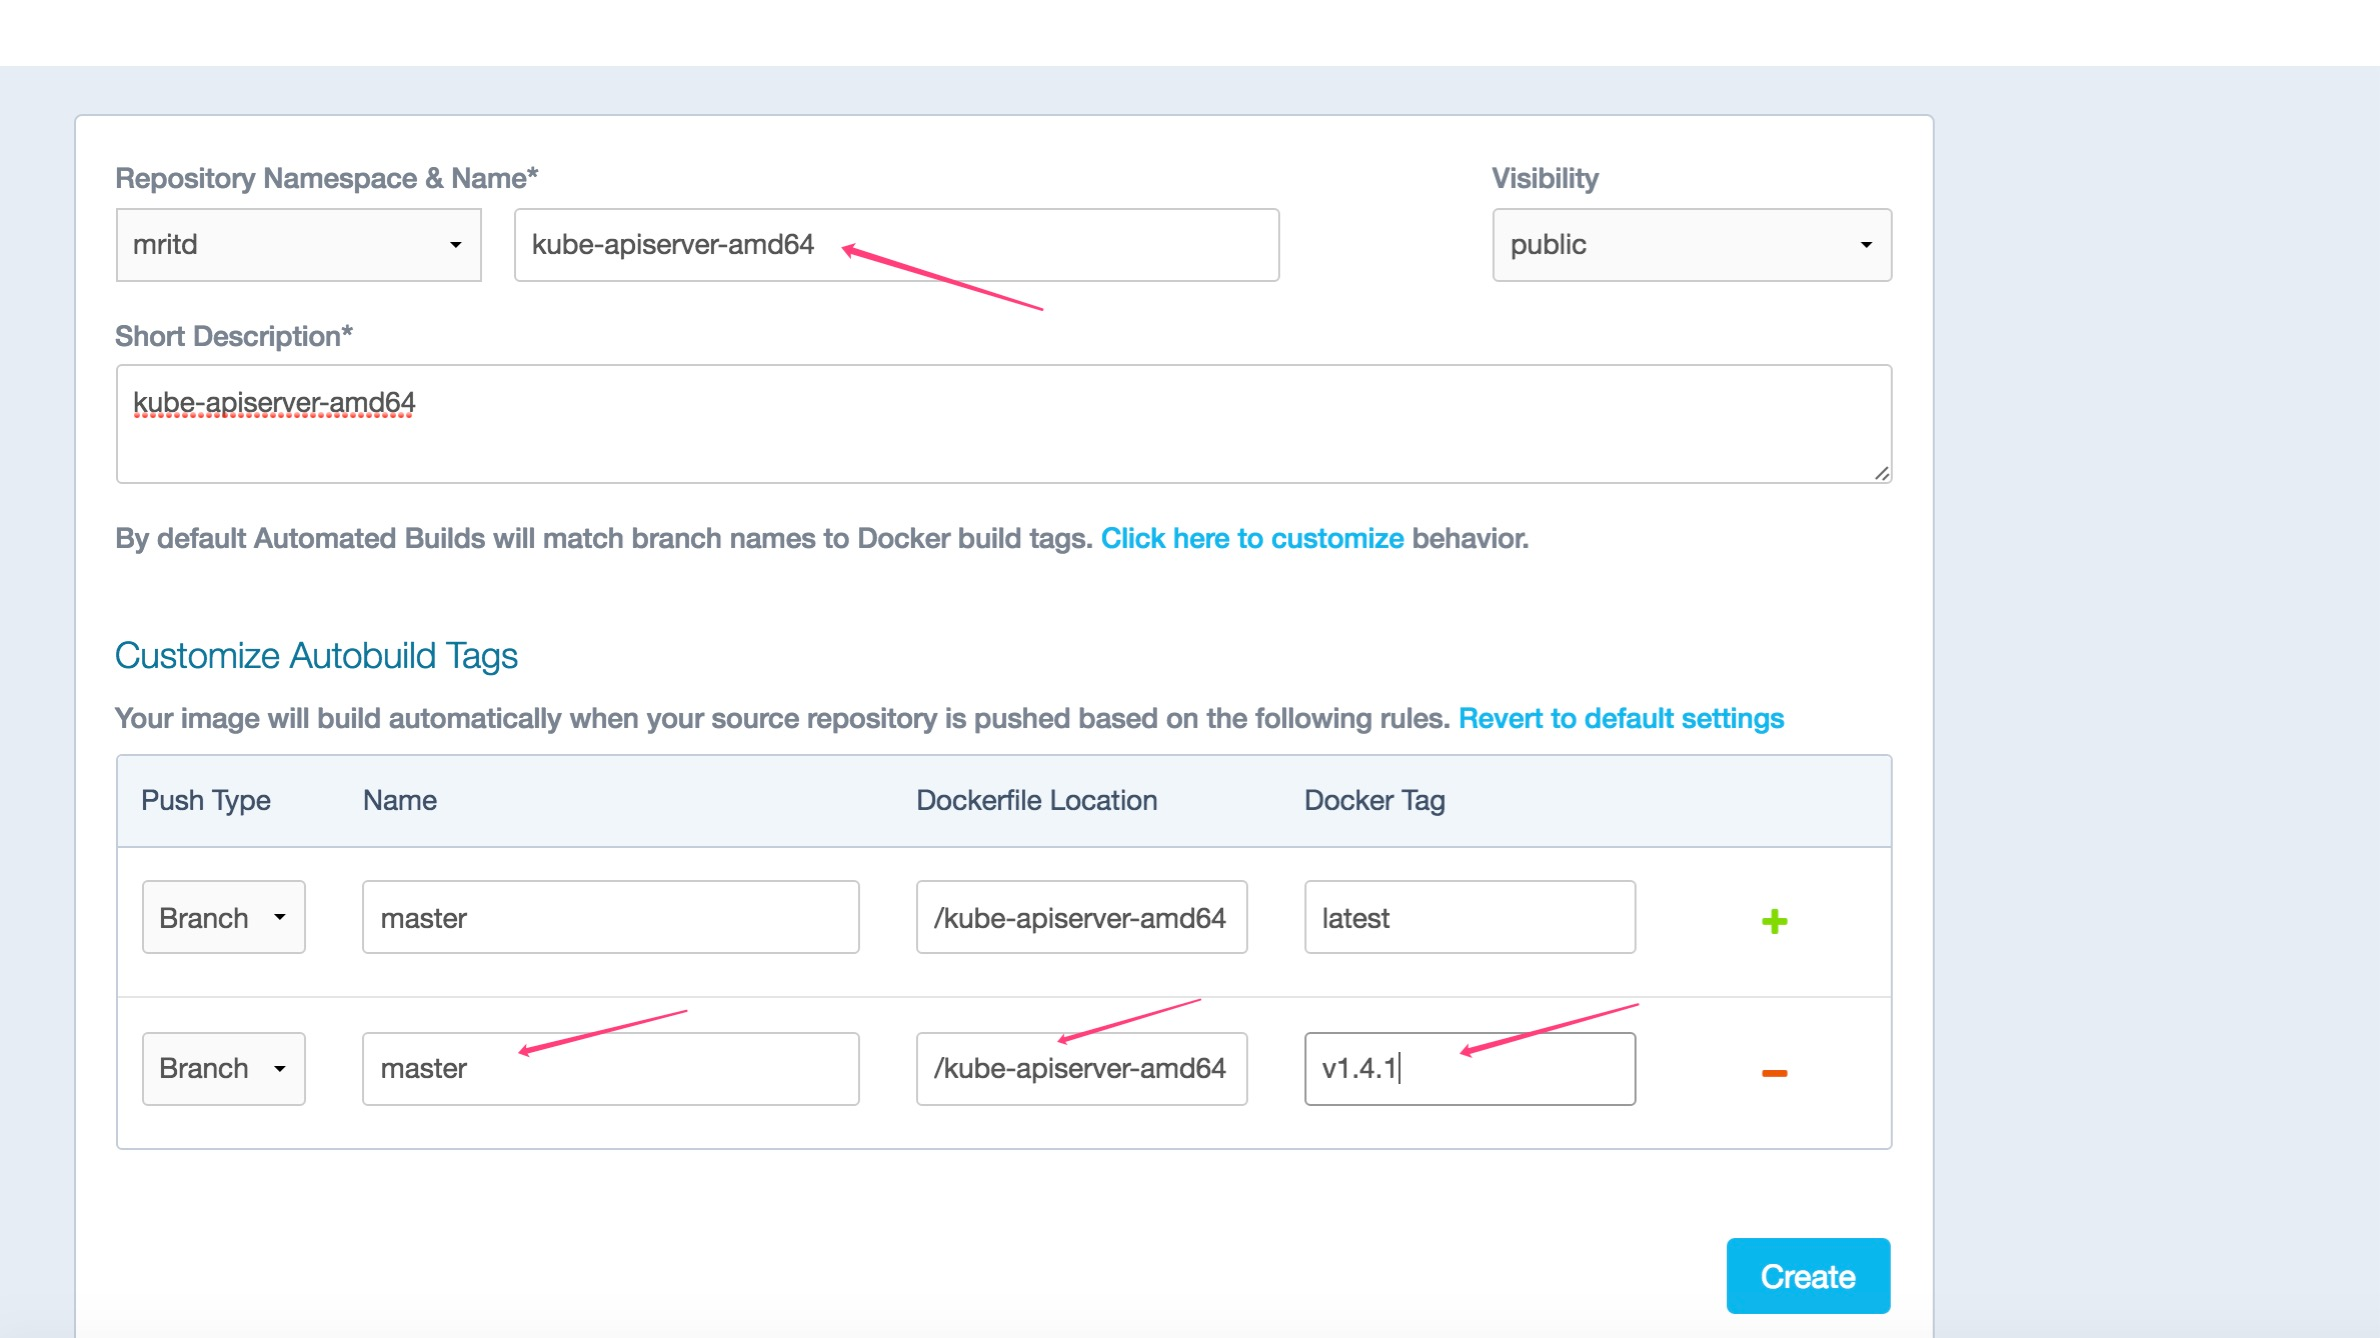 Repository Namespace & Name* Visibility
mritd kube-apiserver-amd64 public
Short Description*
kube-apiserver-amd64
By default Automated Builds will match branch names to Docker build tags. Click here to customize behavior.
Customize Autobuild Tags
Your image will build automatically when your source repository is pushed based on the following rules. Revert to default settings
Push Type Name Dockerfile Location Docker Tag
Branch master /kube-apiserver-amd64 latest
Branch master /kube-apiserver-amd64 v1.4.1
Create